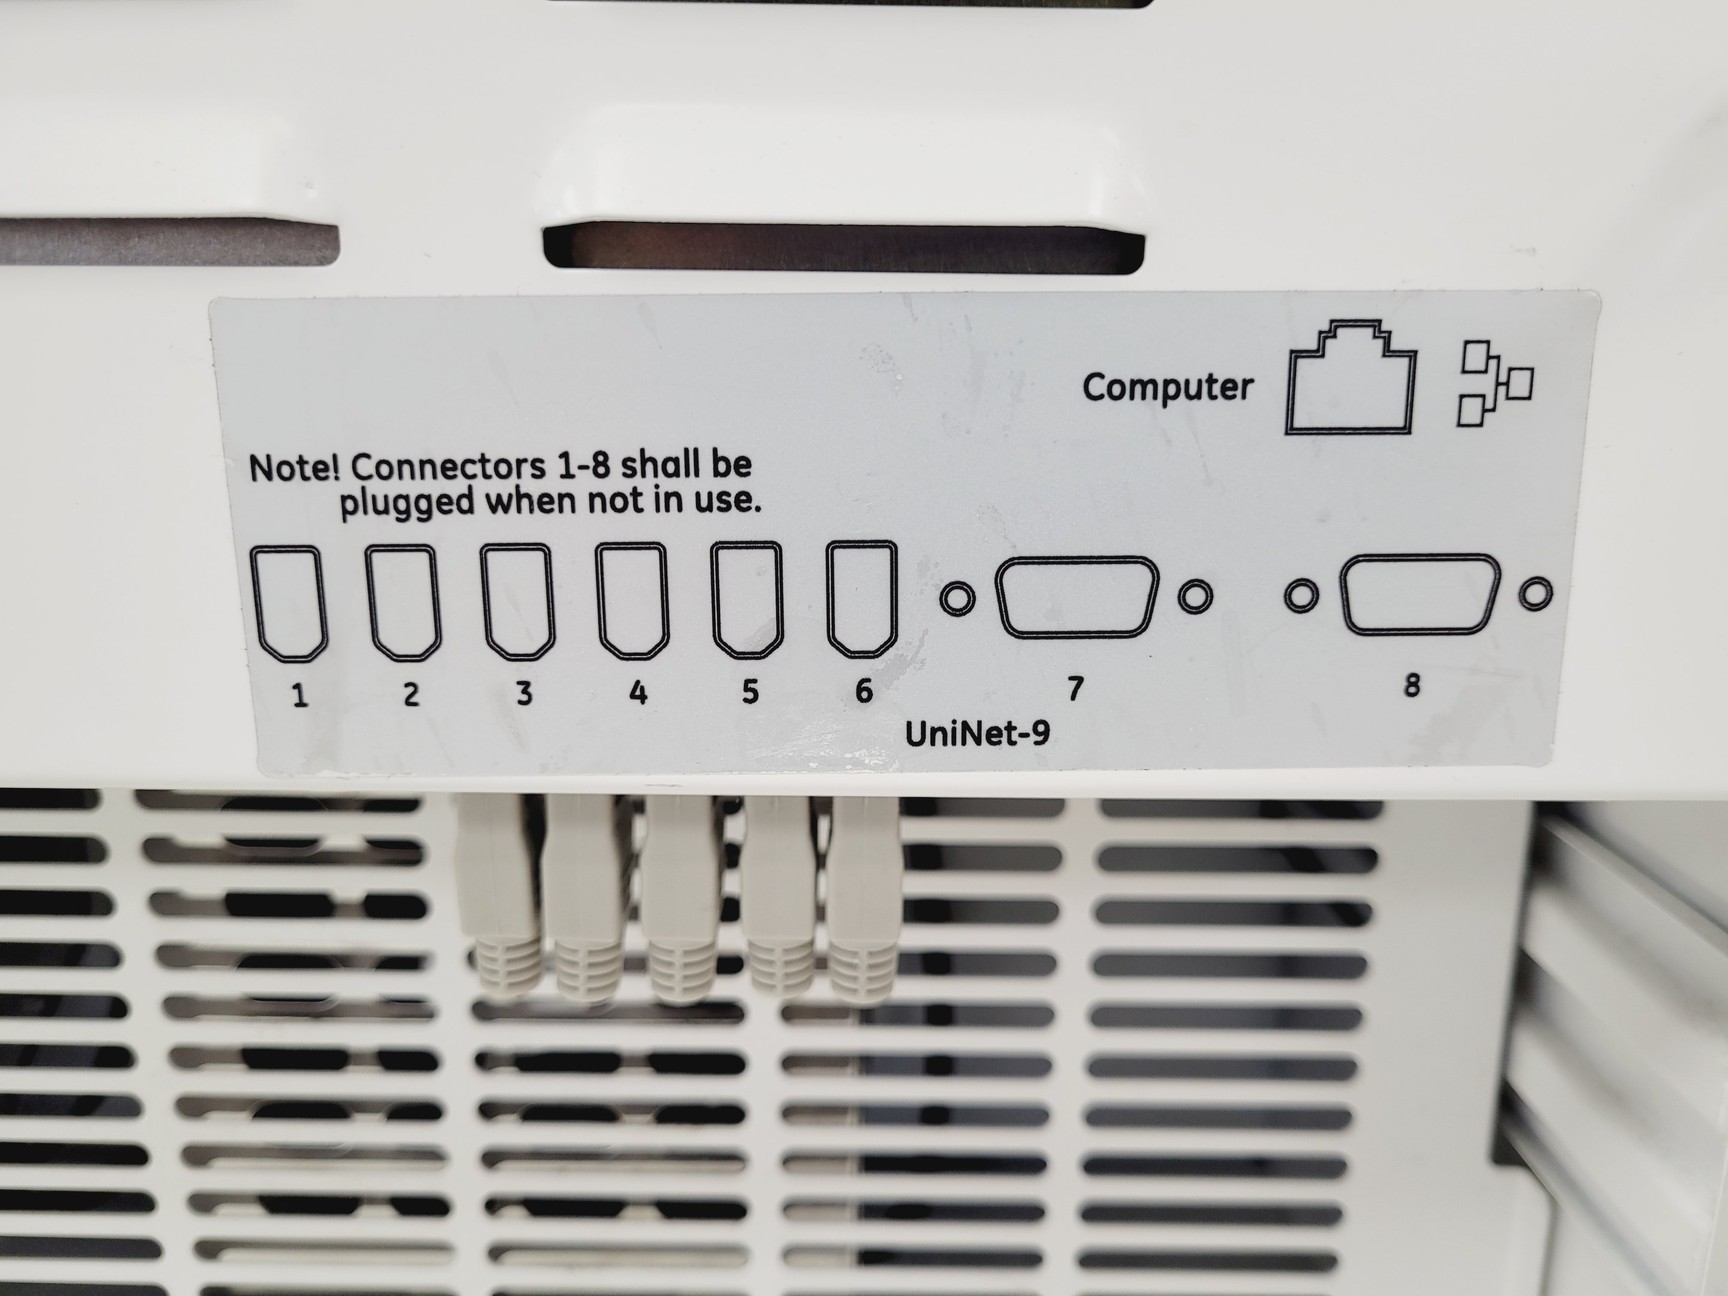 Computer
Note! Connectors 1-8 shall be
plugged when not in use.
1 2 3 4 5 6 7 8
UniNet-9